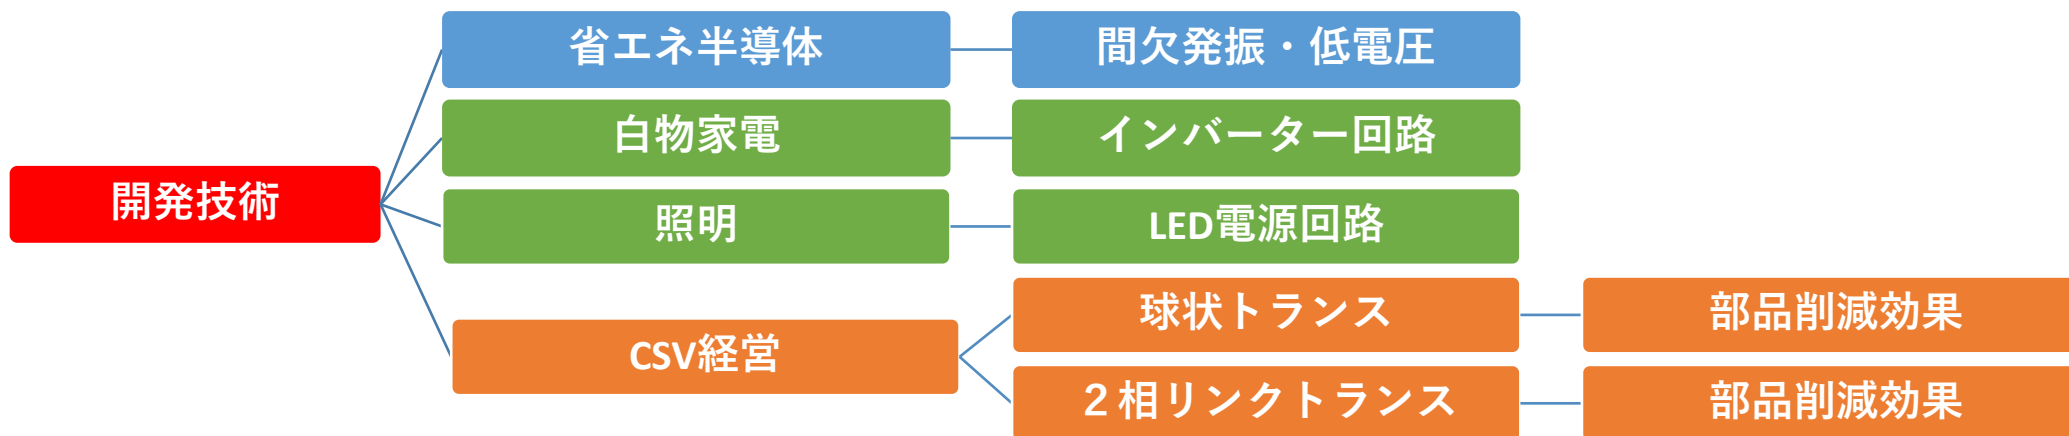 省エネ半導体
間欠発振・低電圧
白物家電
インバーター回路
開発技術
照明
LED電源回路
球状トランス
部品削減効果
CSV経営
２相リンクトランス
部品削減効果